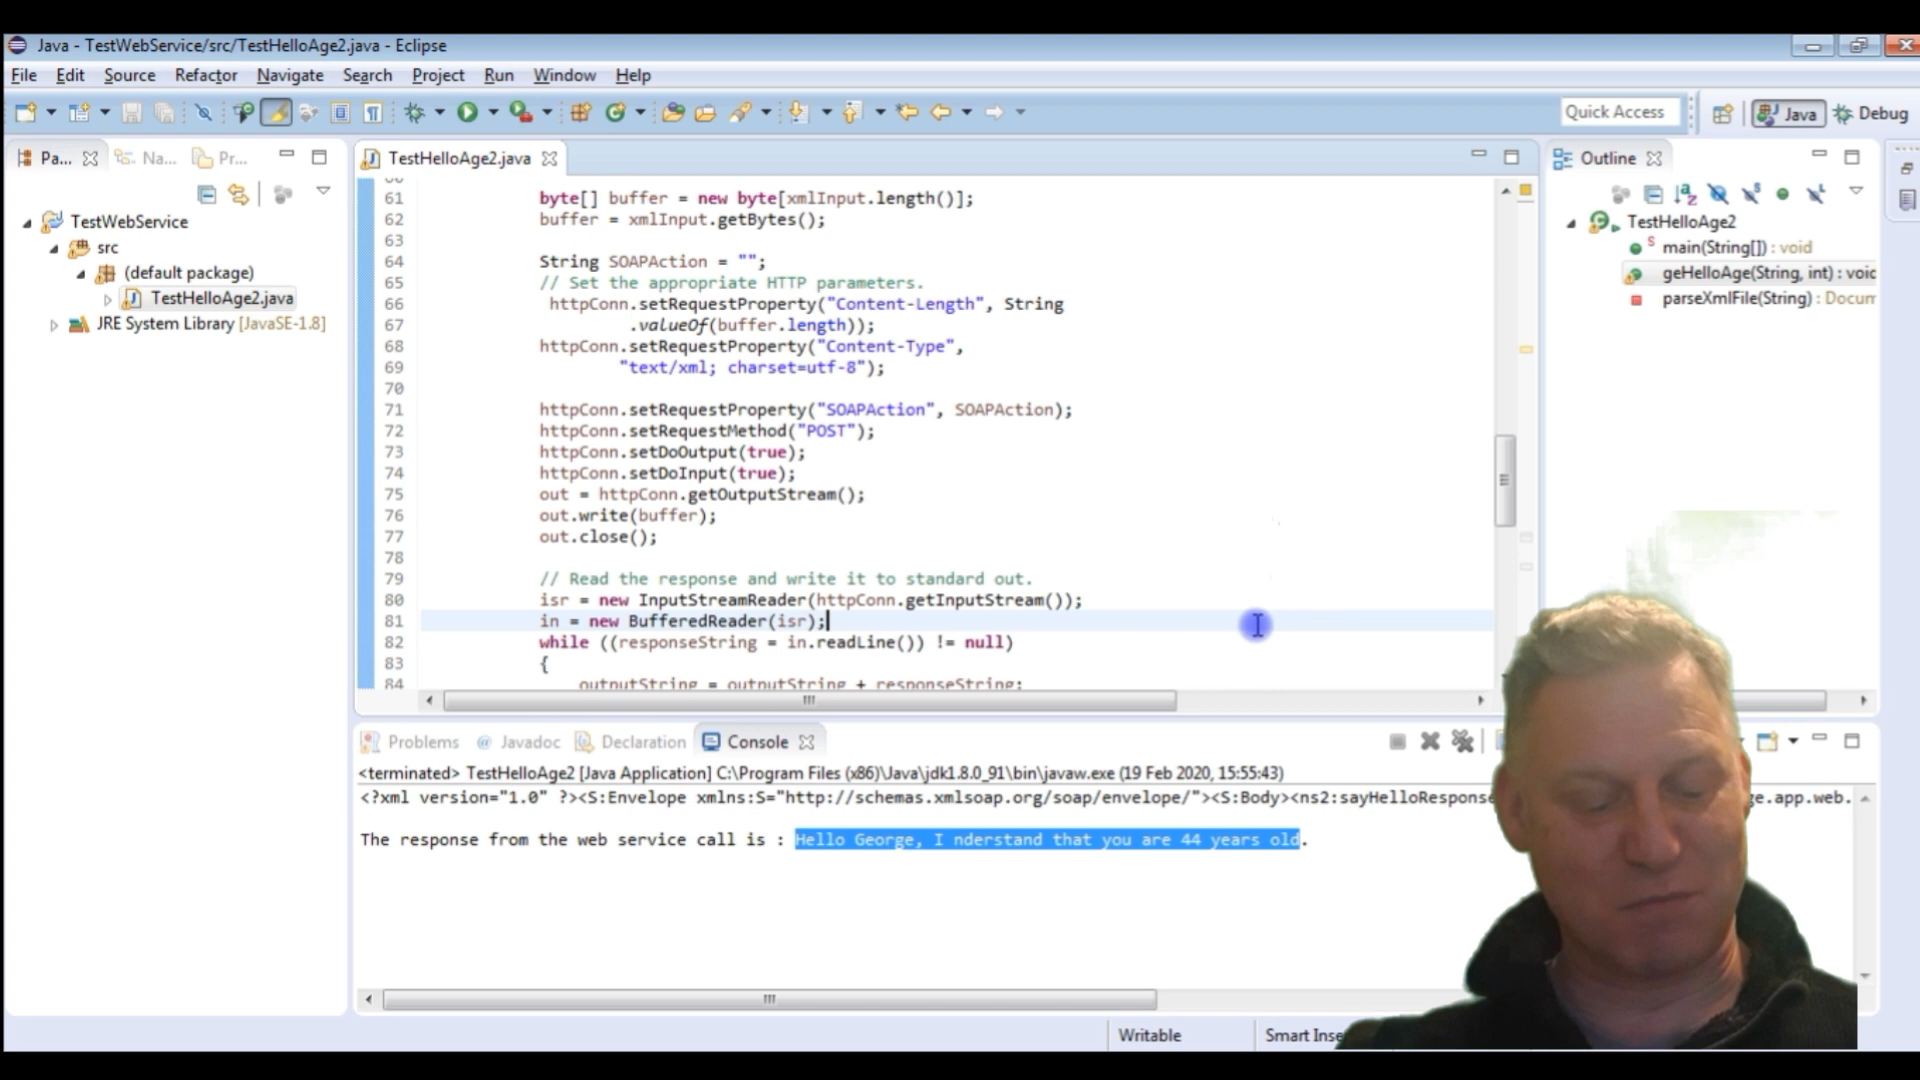 Java - TestWebService/src/TestHelloAge2.java - Eclipse
File Edit Source Refactor Navigate Search Project Run Window Help
Quick Access Java Debug
Pa... Na... Pr...
TestWebService
src
(default package)
TestHelloAge2.java
JRE System Library [JavaSE-1.8]
TestHelloAge2.java
61 byte[] buffer = new byte[xmlInput.length()];
62 buffer = xmlInput.getBytes();
63
64 String SOAPAction = "";
65 // Set the appropriate HTTP parameters.
66 httpConn.setRequestProperty("Content-Length", String
67 .valueOf(buffer.length));
68 httpConn.setRequestProperty("Content-Type",
69 "text/xml; charset=utf-8");
70
71 httpConn.setRequestProperty("SOAPAction", SOAPAction);
72 httpConn.setRequestMethod("POST");
73 httpConn.setDoOutput(true);
74 httpConn.setDoInput(true);
75 out = httpConn.getOutputStream();
76 out.write(buffer);
77 out.close();
78
79 // Read the response and write it to standard out.
80 isr = new InputStreamReader(httpConn.getInputStream());
81 in = new BufferedReader(isr);
82 while ((responseString = in.readLine()) != null)
83 {
84 outputString = outputString + responseString;
Outline
TestHelloAge2
main(String[]) : void
geHelloAge(String, int) : voic
parseXmlFile(String) : Docum
Problems Javadoc Declaration Console
<terminated> TestHelloAge2 [Java Application] C:\Program Files (x86)\Java\jdk1.8.0_91\bin\javaw.exe (19 Feb 2020, 15:55:43)
<?xml version="1.0" ?><S:Envelope xmlns:S="http://schemas.xmlsoap.org/soap/envelope/"><S:Body><ns2:sayHelloResponse ge.app.web.
The response from the web service call is : Hello George, I nderstand that you are 44 years old.
Writable Smart Inse